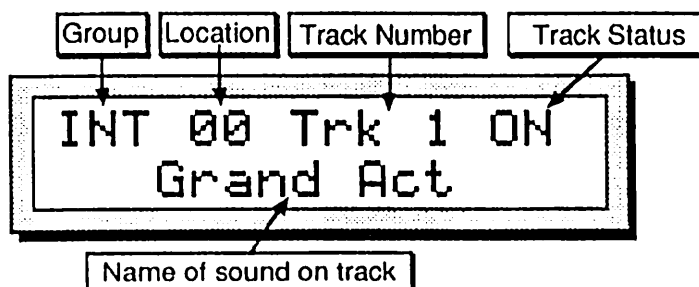 Group Location Track Number Track Status
INT 00 Trk 1 ON
Grand Act
Name of sound on track